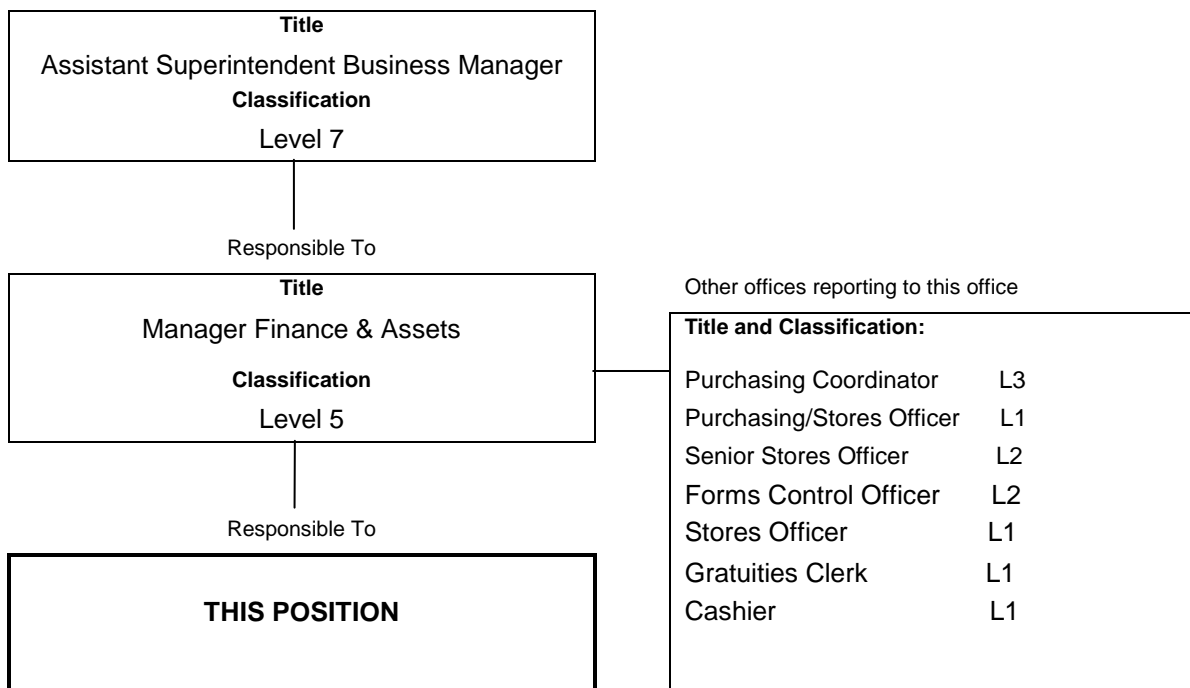 Title
Assistant Superintendent Business Manager
Classification
Level 7
Responsible To
Title
Manager Finance & Assets
Classification
Level 5
Responsible To
THIS POSITION
Other offices reporting to this office
Title and Classification:
Purchasing Coordinator L3
Purchasing/Stores Officer L1
Senior Stores Officer L2
Forms Control Officer L2
Stores Officer L1
Gratuities Clerk L1
Cashier L1